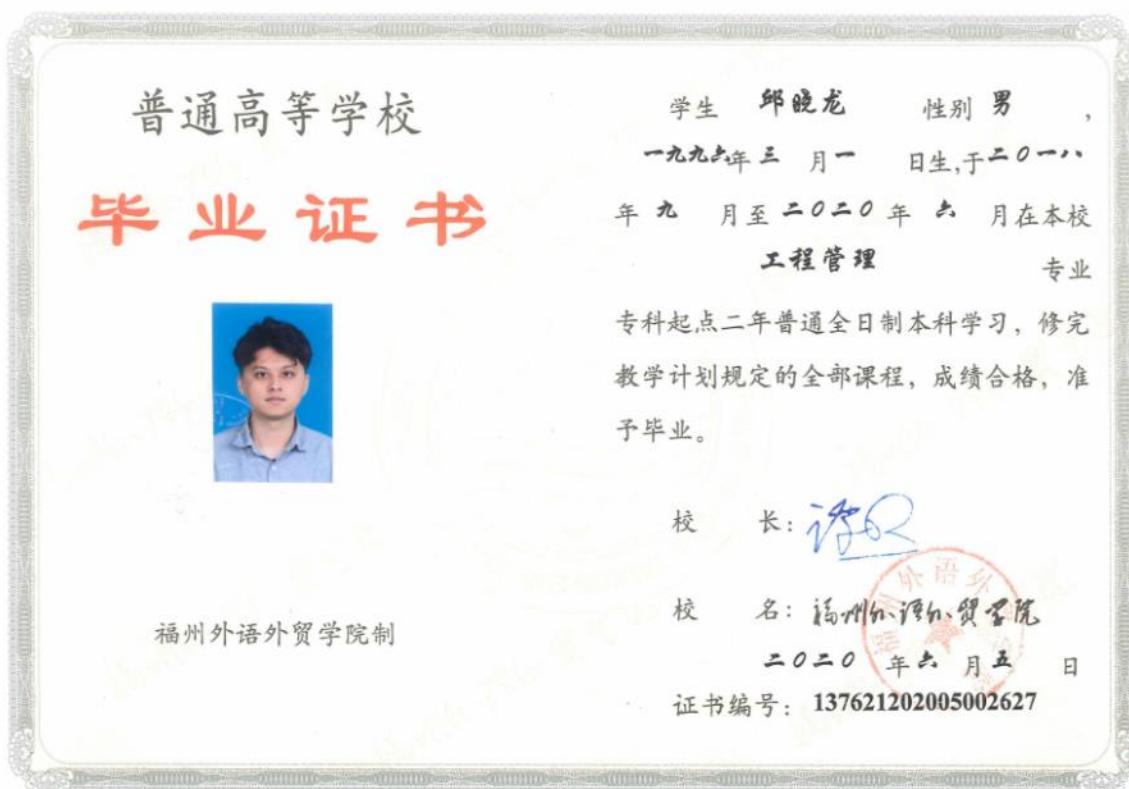 普通高等学校
毕业证书
福州外语外贸学院制
学生 邱晓龙 性别 男 ,
一九九六年 三 月 一 日生,于二0一八
年 九 月至 二0二0 年 六 月在本校
工程管理 专业
专科起点二年普通全日制本科学习，修完
教学计划规定的全部课程，成绩合格，准
予毕业。
校 长：
校 名：福州外语外贸学院
二0二0 年 六 月 五 日
证书编号：137621202005002627